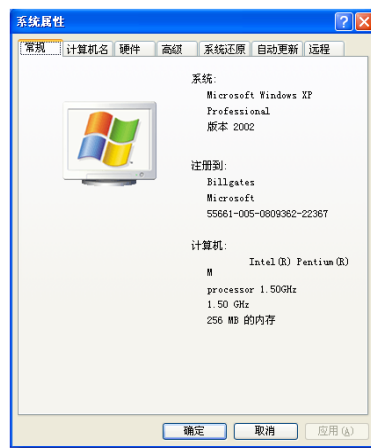 系统属性
常规 计算机名 硬件 高级 系统还原 自动更新 远程
系统:
Microsoft Windows XP
Professional
版本 2002
注册到:
Billgates
Microsoft
55661-005-0809362-22367
计算机:
Intel(R) Pentium(R)
M
processor 1.50GHz
1.50 GHz
256 MB 的内存
确定 取消 应用(A)